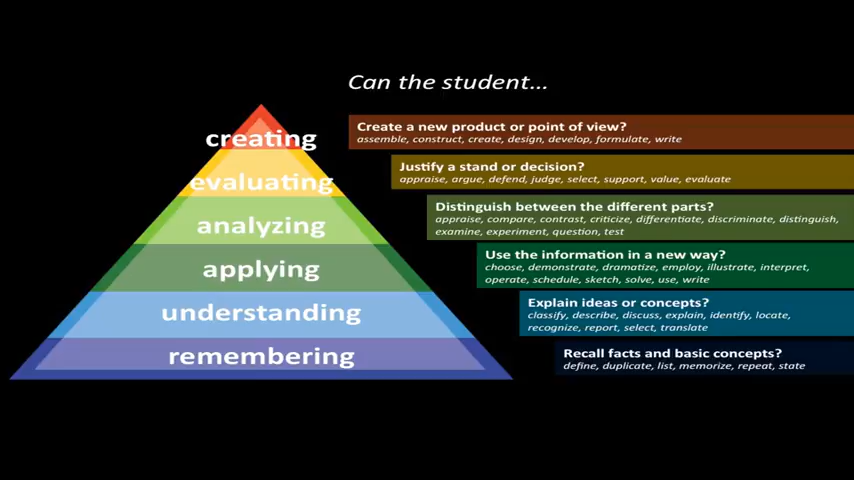 Can the student...
creating
Create a new product or point of view?
assemble, construct, create, design, develop, formulate, write
evaluating
Justify a stand or decision?
appraise, argue, defend, judge, select, support, value, evaluate
analyzing
Distinguish between the different parts?
appraise, compare, contrast, criticize, differentiate, discriminate, distinguish,
examine, experiment, question, test
applying
Use the information in a new way?
choose, demonstrate, dramatize, employ, illustrate, interpret,
operate, schedule, sketch, solve, use, write
understanding
Explain ideas or concepts?
classify, describe, discuss, explain, identify, locate,
recognize, report, select, translate
remembering
Recall facts and basic concepts?
define, duplicate, list, memorize, repeat, state